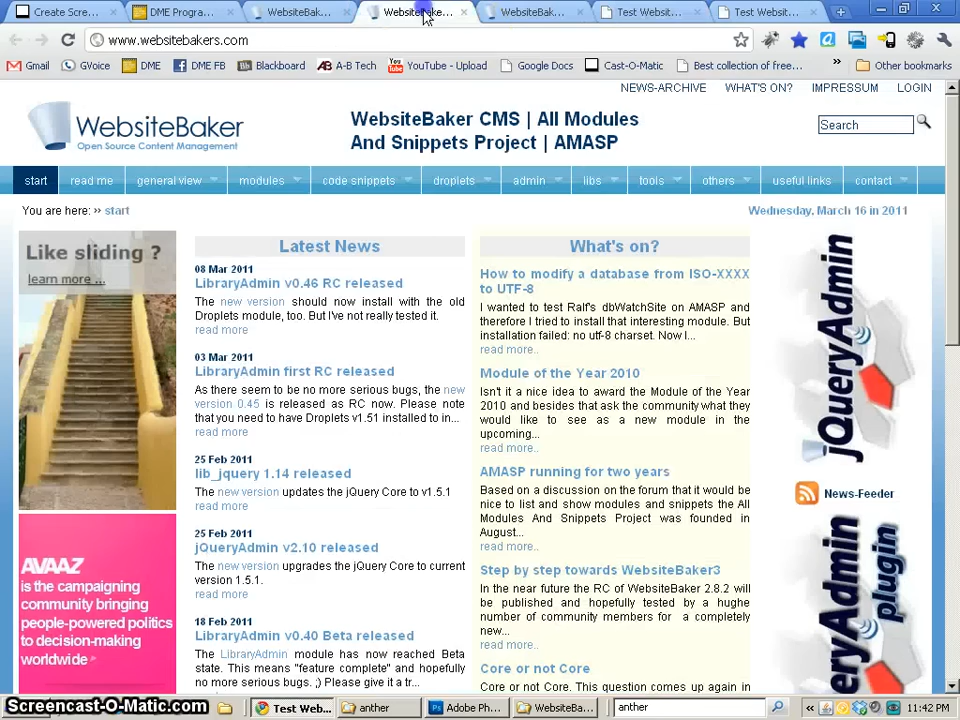 Create Scre...
DME Progra...
WebsiteBak...
WebsiteBake...
WebsiteBak...
Test Websit...
Test Websit...
www.websitebakers.com
Gmail
GVoice
DME
DME FB
Blackboard
A-B Tech
YouTube - Upload
Google Docs
Cast-O-Matic
Best collection of free...
»
Other bookmarks
NEWS-ARCHIVE WHAT'S ON? IMPRESSUM LOGIN
WebsiteBaker
Open Source Content Management
WebsiteBaker CMS | All Modules
And Snippets Project | AMASP
Search
start
read me
general view
modules
code snippets
droplets
admin
libs
tools
others
useful links
contact
You are here: »» start
Wednesday, March 16 in 2011
Like sliding ?
learn more ...
AVAAZ
is the campaigning
community bringing
people-powered politics
to decision-making
worldwide
Latest News
08 Mar 2011
LibraryAdmin v0.46 RC released
The new version should now install with the old
Droplets module, too. But I've not really tested it.
read more
03 Mar 2011
LibraryAdmin first RC released
As there seem to be no more serious bugs, the new
version 0.45 is released as RC now. Please note
that you need to have Droplets v1.51 installed to in...
read more
25 Feb 2011
lib_jquery 1.14 released
The new version updates the jQuery Core to v1.5.1
read more
25 Feb 2011
jQueryAdmin v2.10 released
The new version upgrades the jQuery Core to current
version 1.5.1.
read more
18 Feb 2011
LibraryAdmin v0.40 Beta released
The LibraryAdmin module has now reached Beta
state. This means "feature complete" and hopefully
no more serious bugs. ;) Please give it a tr...
What's on?
How to modify a database from ISO-XXXX
to UTF-8
I wanted to test Ralf's dbWatchSite on AMASP and
therefore I tried to install that interesting module. But
installation failed: no utf-8 charset. Now I...
read more..
Module of the Year 2010
Isn't it a nice idea to award the Module of the Year
2010 and besides that ask the community what they
would like to see as a new module in the
upcoming...
read more..
AMASP running for two years
Based on a discussion on the forum that it would be
nice to list and show modules and snippets the All
Modules And Snippets Project was founded in
August...
read more..
Step by step towards WebsiteBaker3
In the near future the RC of WebsiteBaker 2.8.2 will
be published and hopefully tested by a hughe
number of community members for a completely
new...
read more..
Core or not Core
Core or not Core. This question comes up again in
jQueryAdmin
News-Feeder
jQueryAdmin
plugin
Screencast-O-Matic.com
Test Web...
anther
Adobe Ph...
WebsiteBa...
anther
«
11:42 PM